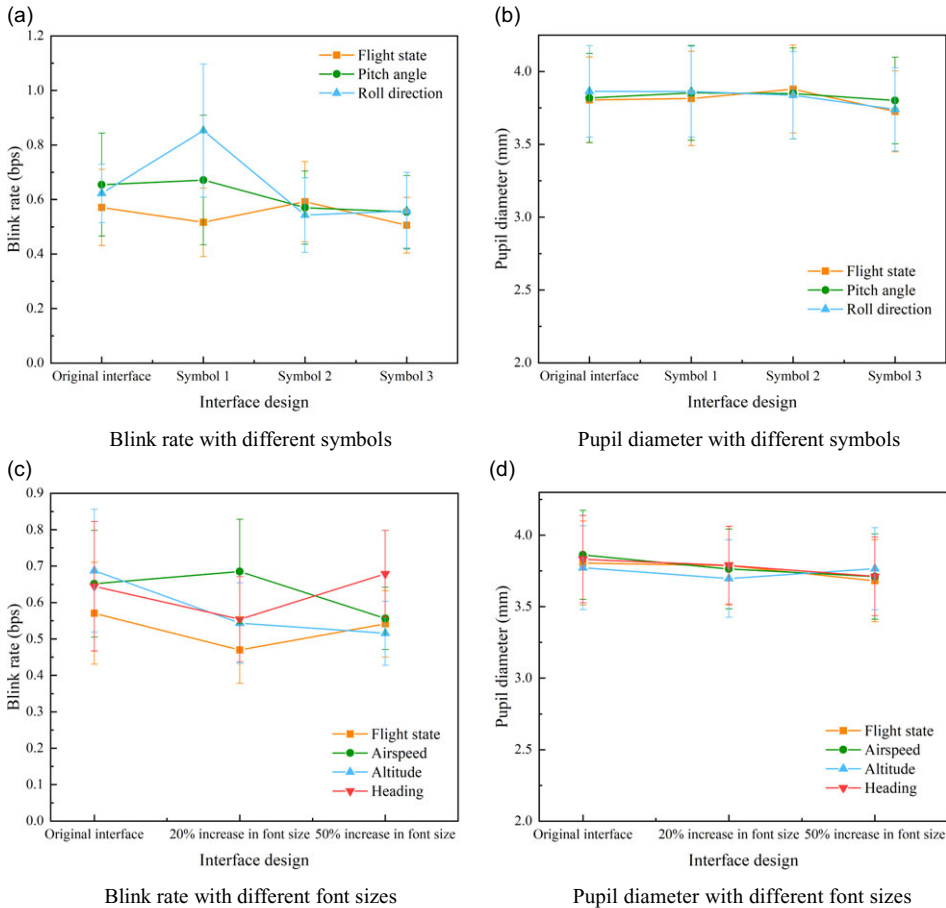 (a)
1.2
1.0
0.8
0.6
0.4
0.2
0.0
Blink rate (bps)
Flight state
Pitch angle
Roll direction
Original interface Symbol 1 Symbol 2 Symbol 3
Interface design
Blink rate with different symbols
(b)
4.0
3.5
3.0
2.5
2.0
Pupil diameter (mm)
Flight state
Pitch angle
Roll direction
Original interface Symbol 1 Symbol 2 Symbol 3
Interface design
Pupil diameter with different symbols
(c)
0.9
0.8
0.7
0.6
0.5
0.4
0.3
0.2
0.1
0.0
Blink rate (bps)
Flight state
Airspeed
Altitude
Heading
Original interface 20% increase in font size 50% increase in font size
Interface design
Blink rate with different font sizes
(d)
4.0
3.5
3.0
2.5
2.0
Pupil diameter (mm)
Flight state
Airspeed
Altitude
Heading
Original interface 20% increase in font size 50% increase in font size
Interface design
Pupil diameter with different font sizes